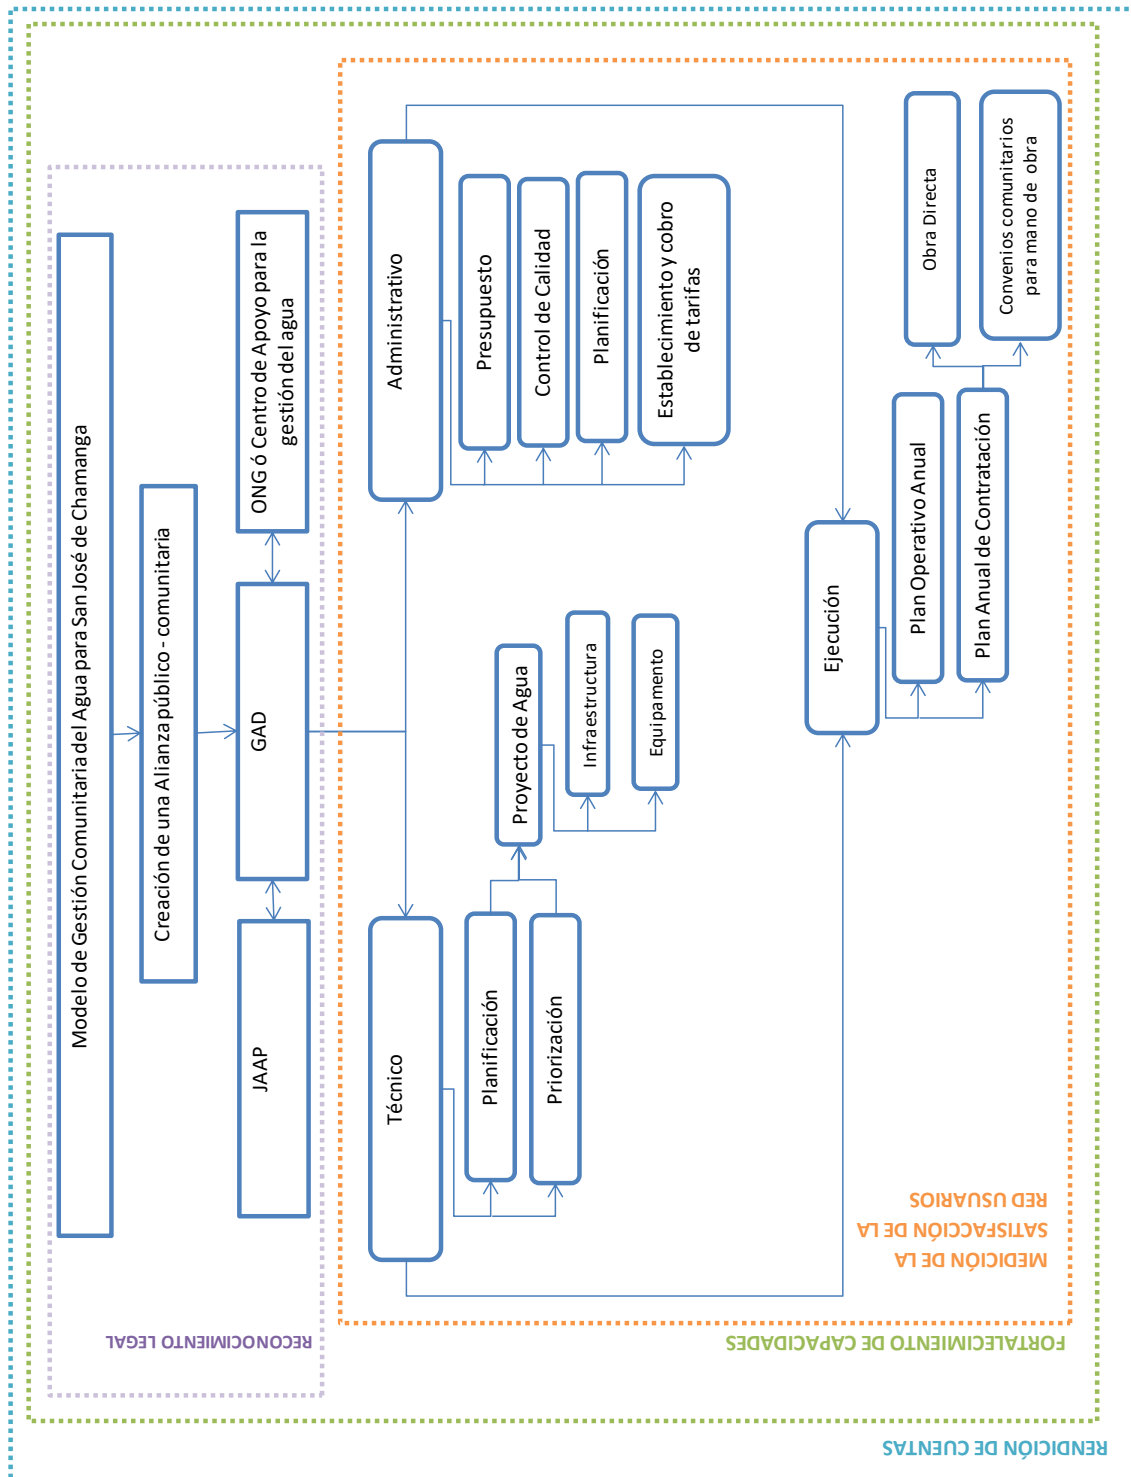 Modelo de Gestión Comunitaria del Agua para San José de Chamanga
Creación de una Alianza público - comunitaria
JAAP
GAD
ONG ó Centro de Apoyo para la
gestión del agua
RECONOCIMIENTO LEGAL
Técnico
Administrativo
Planificación
Priorización
Proyecto de Agua
Infraestructura
Equipamento
Presupuesto
Control de Calidad
Planificación
Establecimiento y cobro
de tarifas
Ejecución
Plan Operativo Anual
Plan Anual de Contratación
Obra Directa
Convenios comunitarios
para mano de obra
MEDICIÓN DE LA
SATISFACCIÓN DE LA
RED USUARIOS
FORTALECIMIENTO DE CAPACIDADES
RENDICIÓN DE CUENTAS